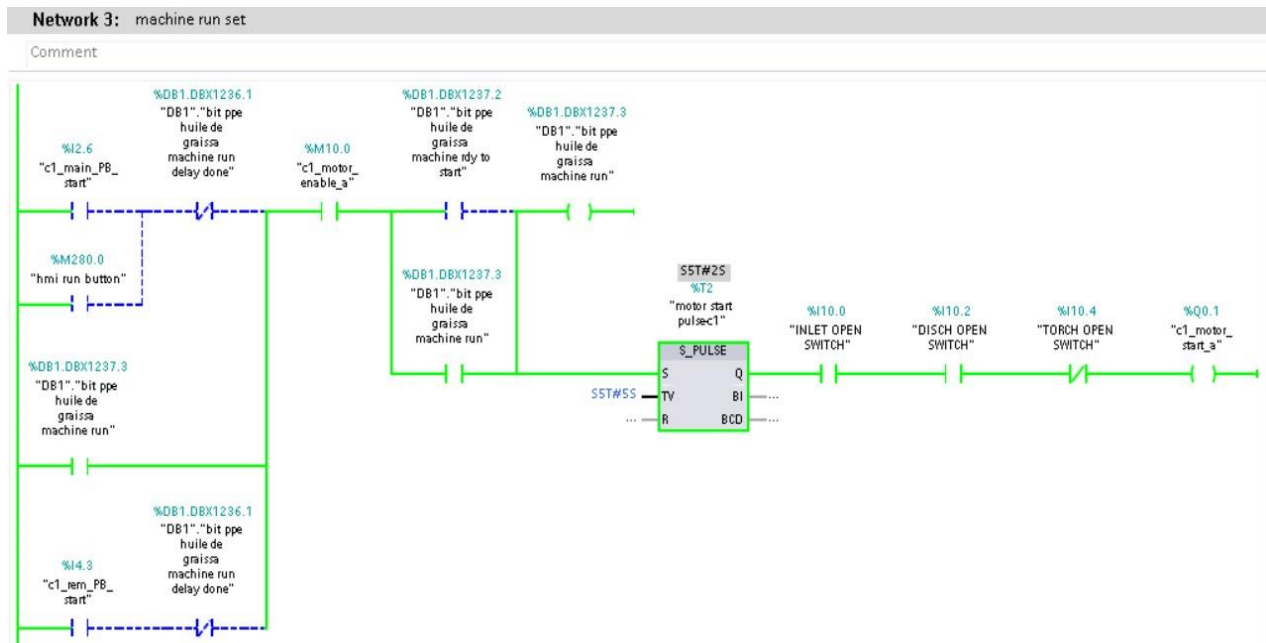 Network 3: machine run set
Comment
%DB1.DBX1236.1
"DB1"."bit ppe
huile de
graissa
machine run
delay done"
%DB1.DBX1237.2
"DB1"."bit ppe
huile de
graissa
machine rdy to
start"
%DB1.DBX1237.3
"DB1"."bit ppe
huile de
graissa
machine run"
%I2.6
"c1_main_PB_
start"
%M10.0
"c1_motor_
enable_a"
%M280.0
"hmi run button"
%DB1.DBX1237.3
"DB1"."bit ppe
huile de
graissa
machine run"
S5T#2S
%T2
"motor start
pulse-c1"
S_PULSE
S Q
S5T#5S TV BI ...
... R BCD ...
%I10.0
"INLET OPEN
SWITCH"
%I10.2
"DISCH OPEN
SWITCH"
%I10.4
"TORCH OPEN
SWITCH"
%Q0.1
"c1_motor_
start_a"
%DB1.DBX1237.3
"DB1"."bit ppe
huile de
graissa
machine run"
%DB1.DBX1236.1
"DB1"."bit ppe
huile de
graissa
machine run
delay done"
%I4.3
"c1_rem_PB_
start"